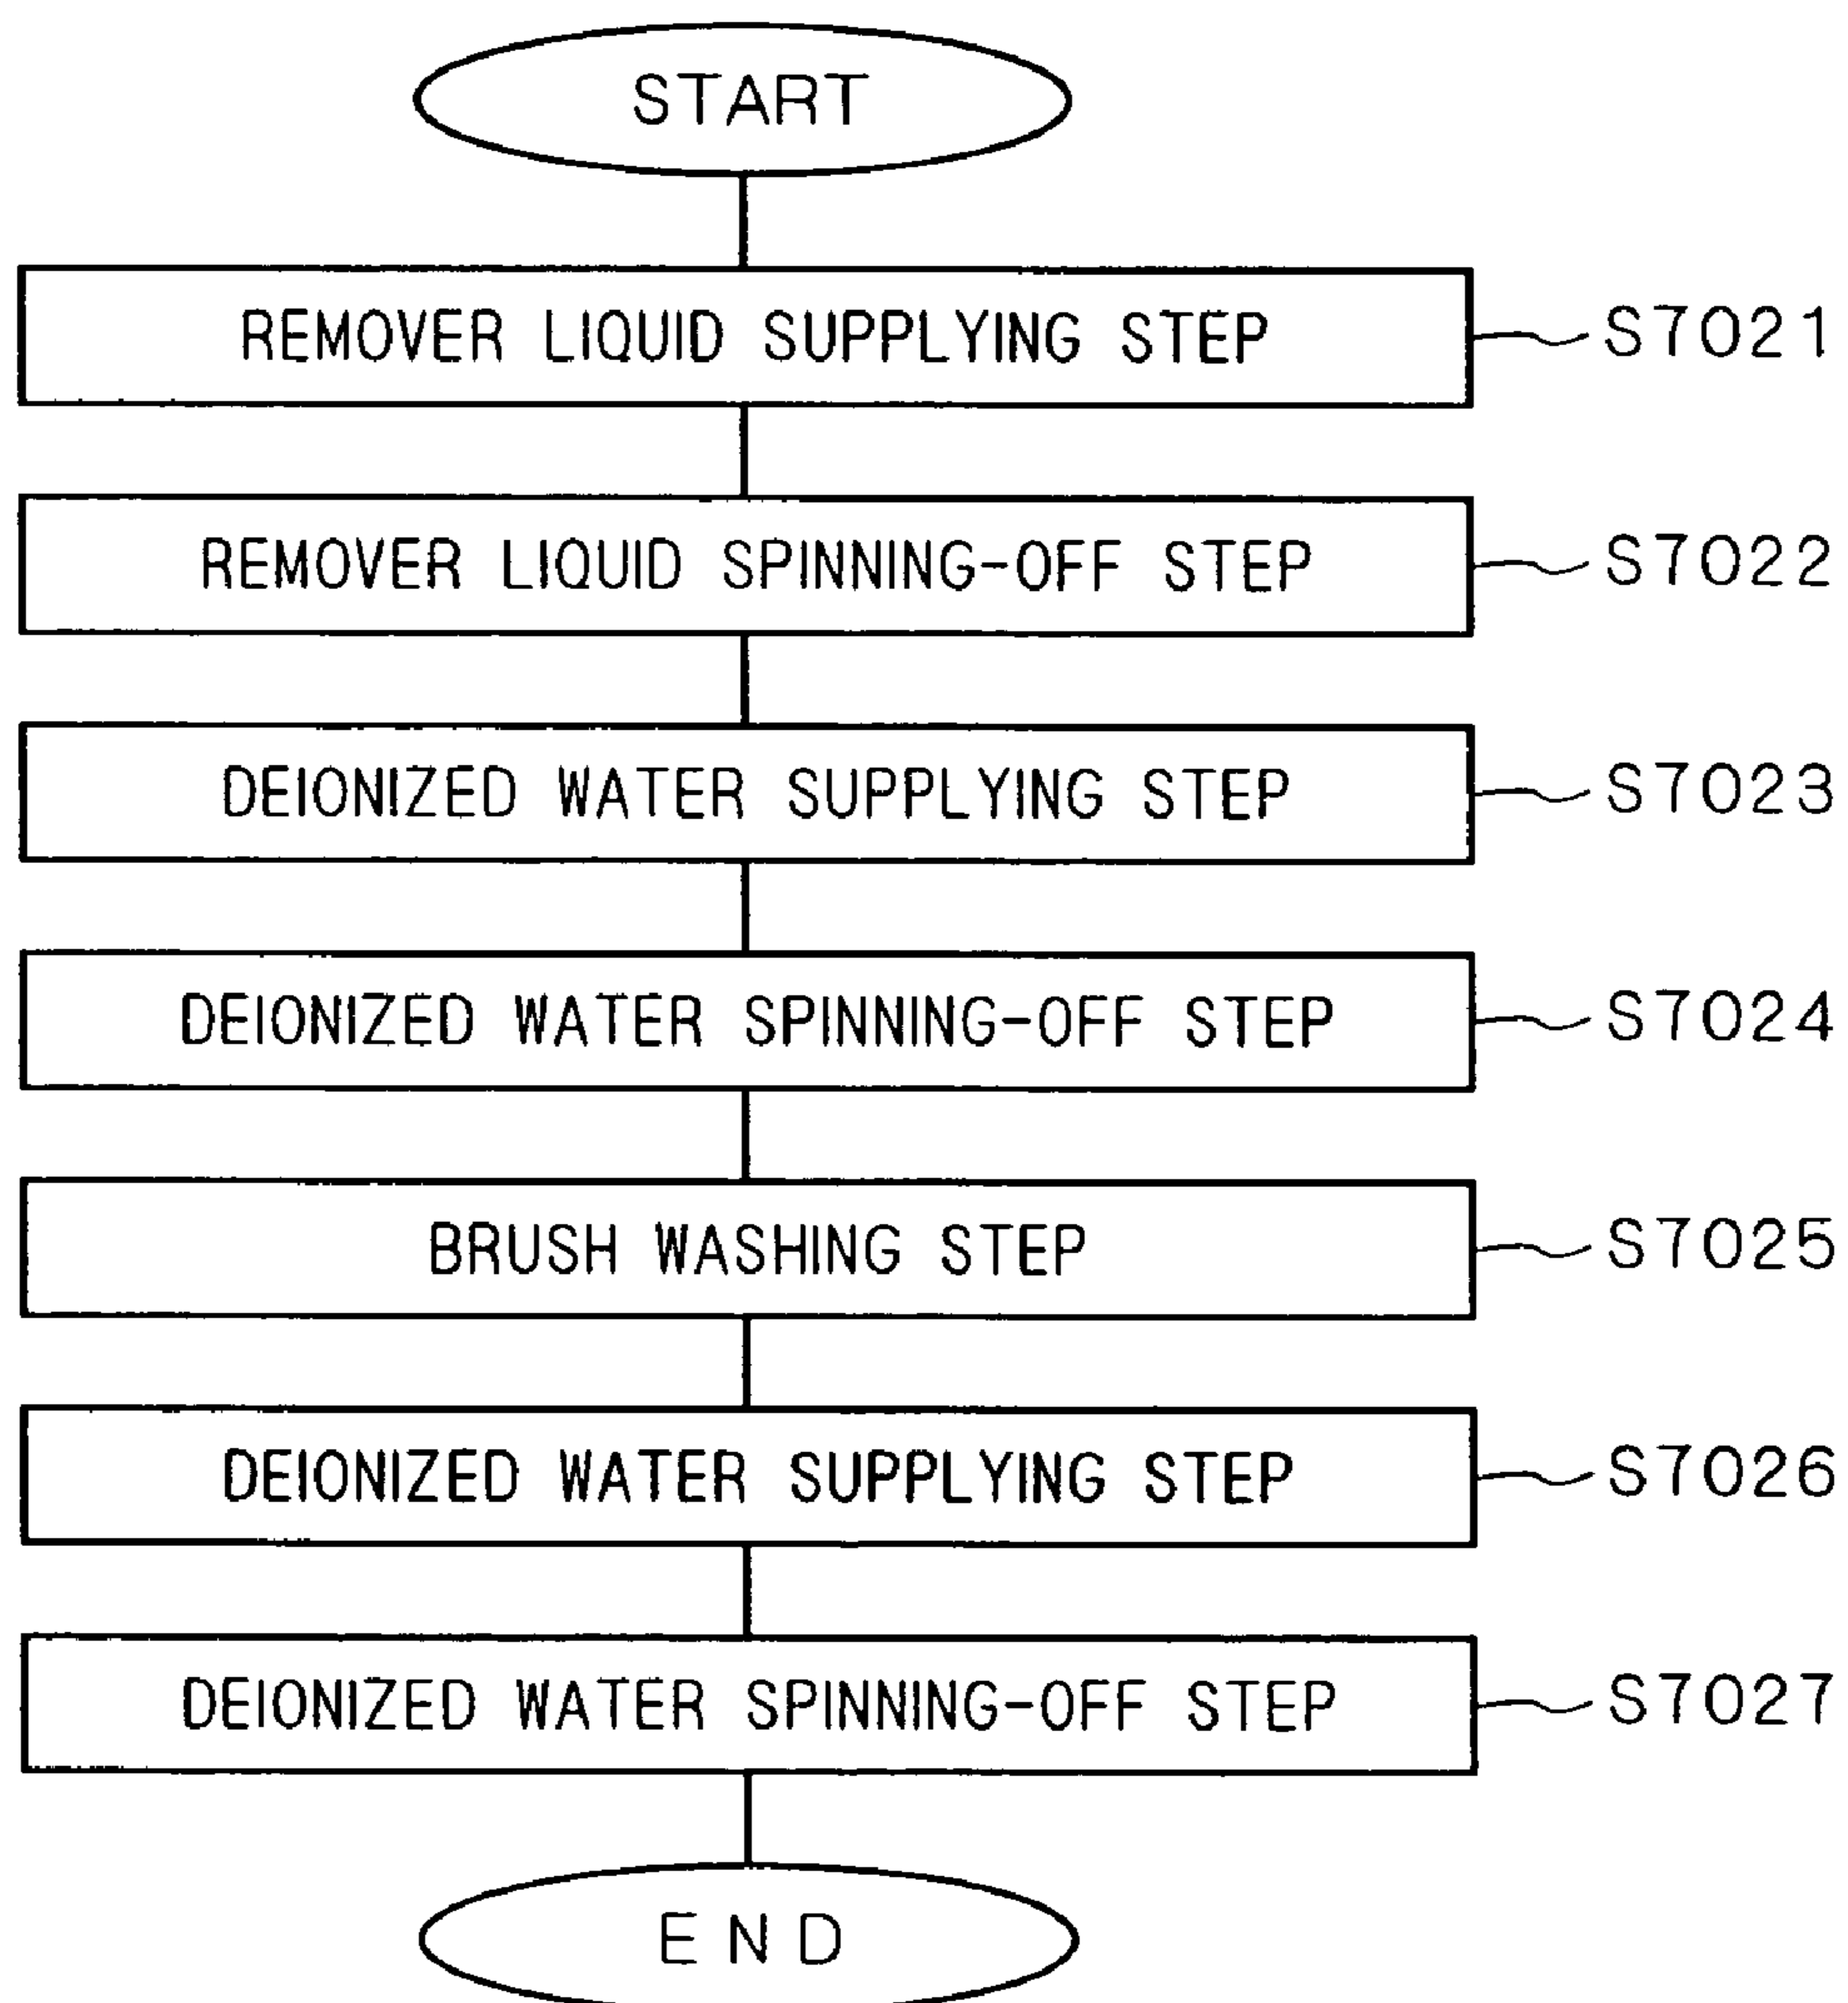 START
REMOVER LIQUID SUPPLYING STEP S7021
REMOVER LIQUID SPINNING-OFF STEP S7022
DEIONIZED WATER SUPPLYING STEP S7023
DEIONIZED WATER SPINNING-OFF STEP S7024
BRUSH WASHING STEP S7025
DEIONIZED WATER SUPPLYING STEP S7026
DEIONIZED WATER SPINNING-OFF STEP S7027
END